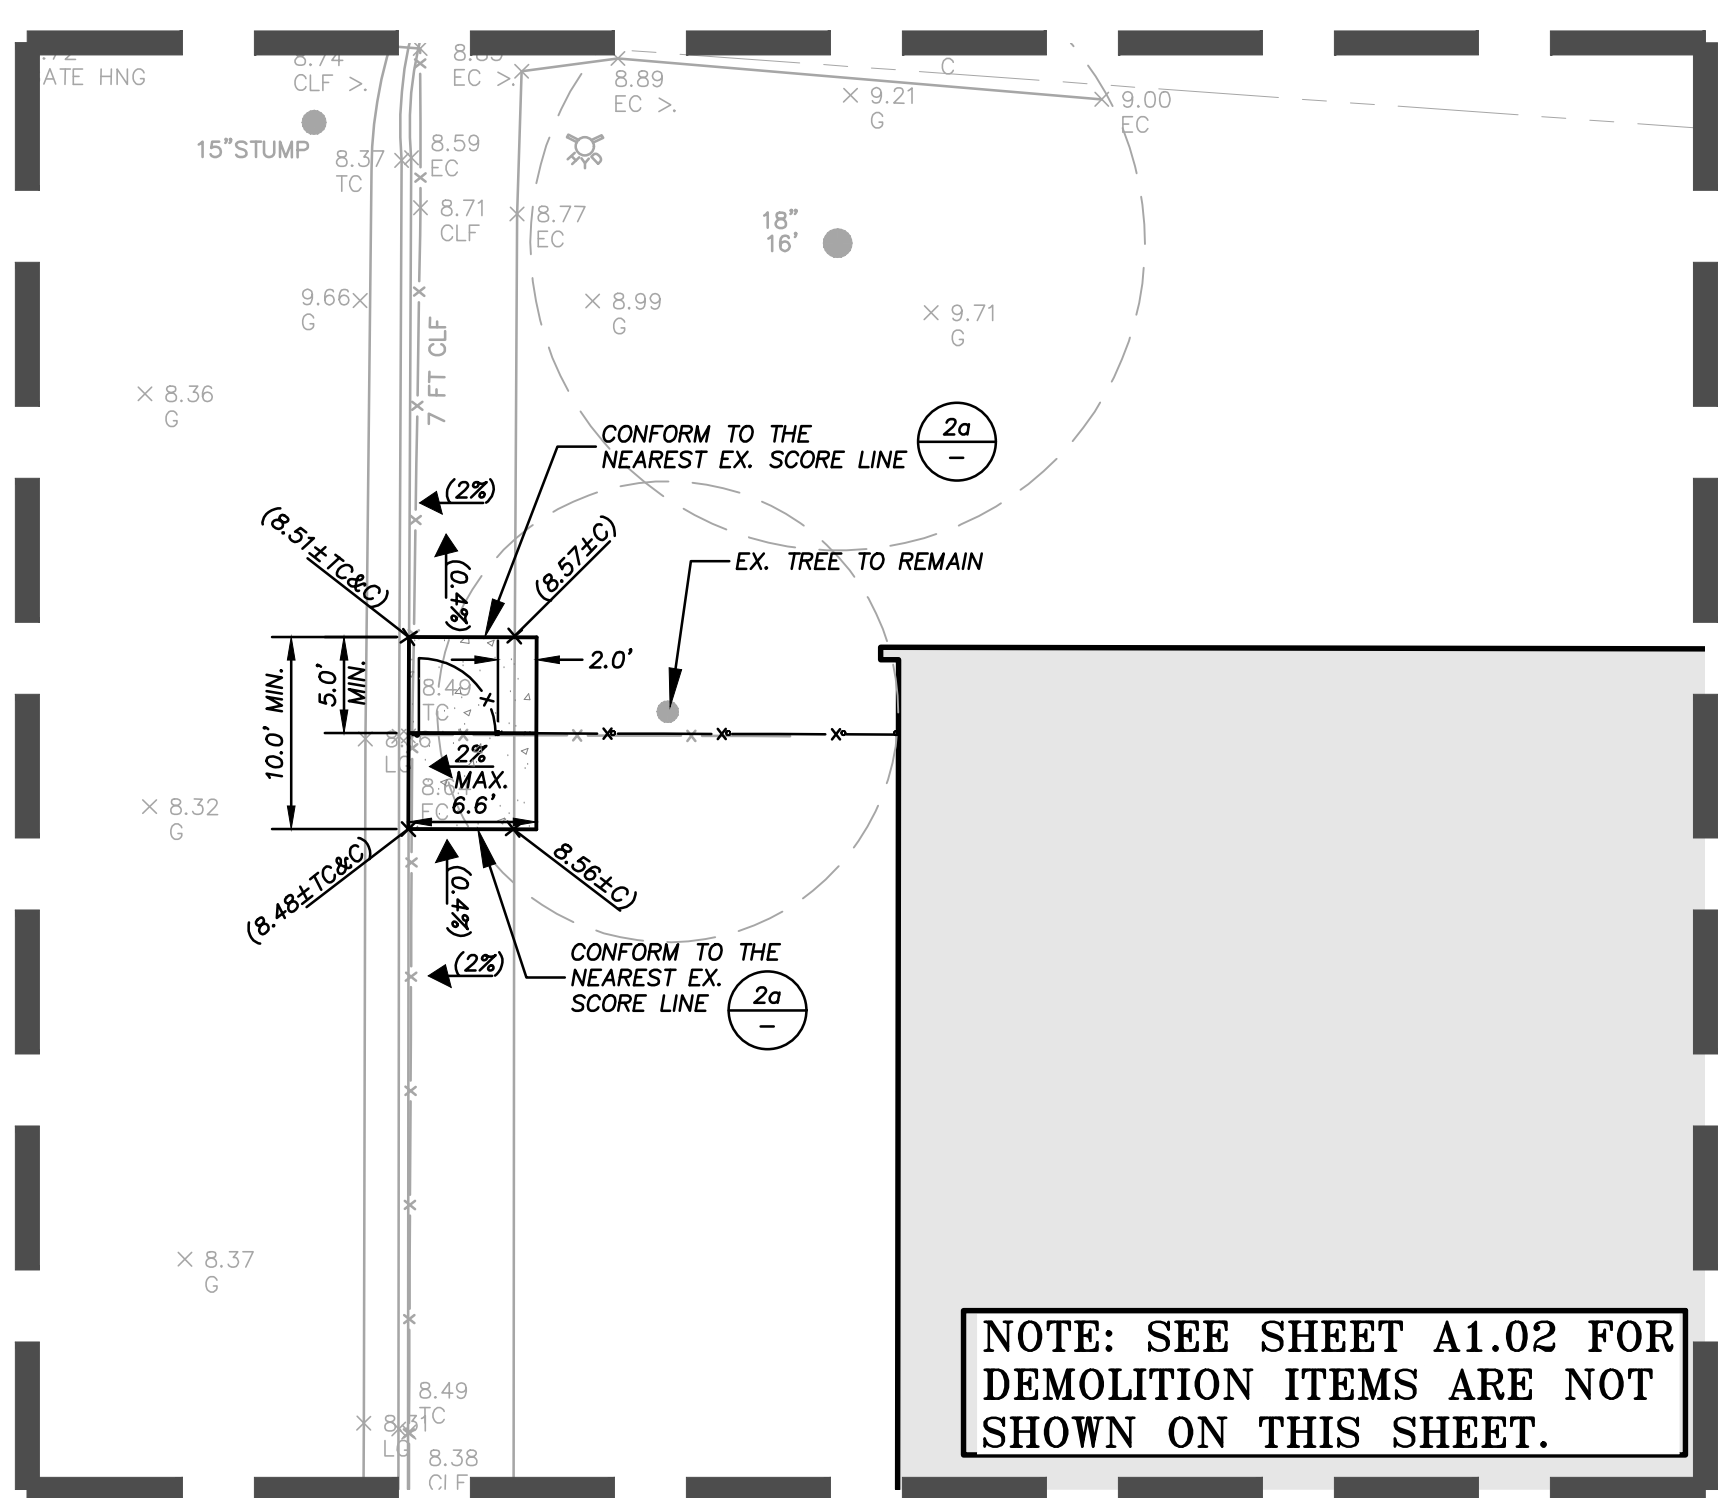 ATE HNG
8.74
CLF >.
EC >.
8.89
EC >.
C
9.21
G
9.00
EC
15"STUMP
8.37
TC
8.59
EC
8.71
CLF
8.77
EC
18"
16'
9.66
G
8.99
G
9.71
G
7 FT CLF
8.36
G
CONFORM TO THE
NEAREST EX. SCORE LINE
2a
–
(2%)
(8.51±TC&C)
(0.4%)
(8.57±C)
EX. TREE TO REMAIN
10.0' MIN.
5.0'
MIN.
2.0'
8.49
TC
LG
2%
MAX.
6.6'
EC
8.32
G
(8.48±TC&C)
(0.4%)
8.56±C)
(2%)
CONFORM TO THE
NEAREST EX.
SCORE LINE
2a
–
8.37
G
8.49
TC
8.31
LG
8.38
CLF
NOTE: SEE SHEET A1.02 FOR
DEMOLITION ITEMS ARE NOT
SHOWN ON THIS SHEET.